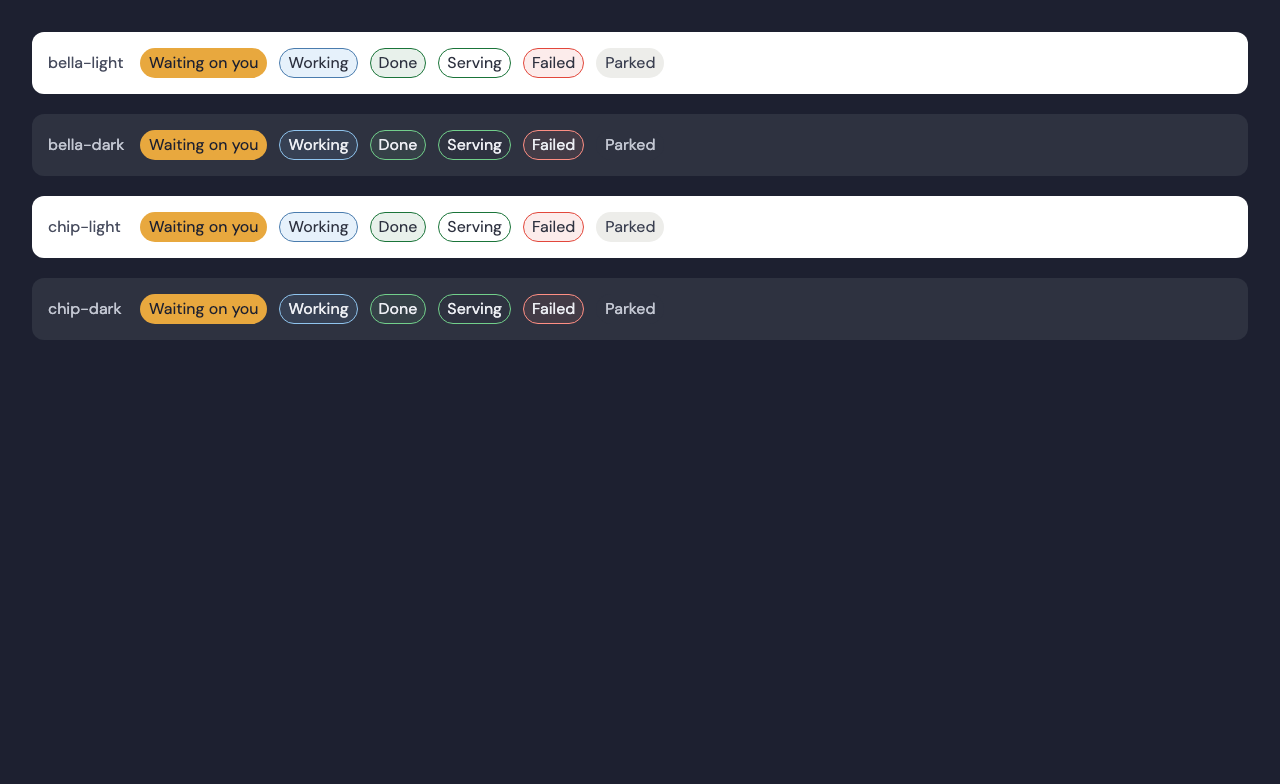 bella-light Waiting on you Working Done Serving Failed Parked
bella-dark Waiting on you Working Done Serving Failed Parked
chip-light Waiting on you Working Done Serving Failed Parked
chip-dark Waiting on you Working Done Serving Failed Parked